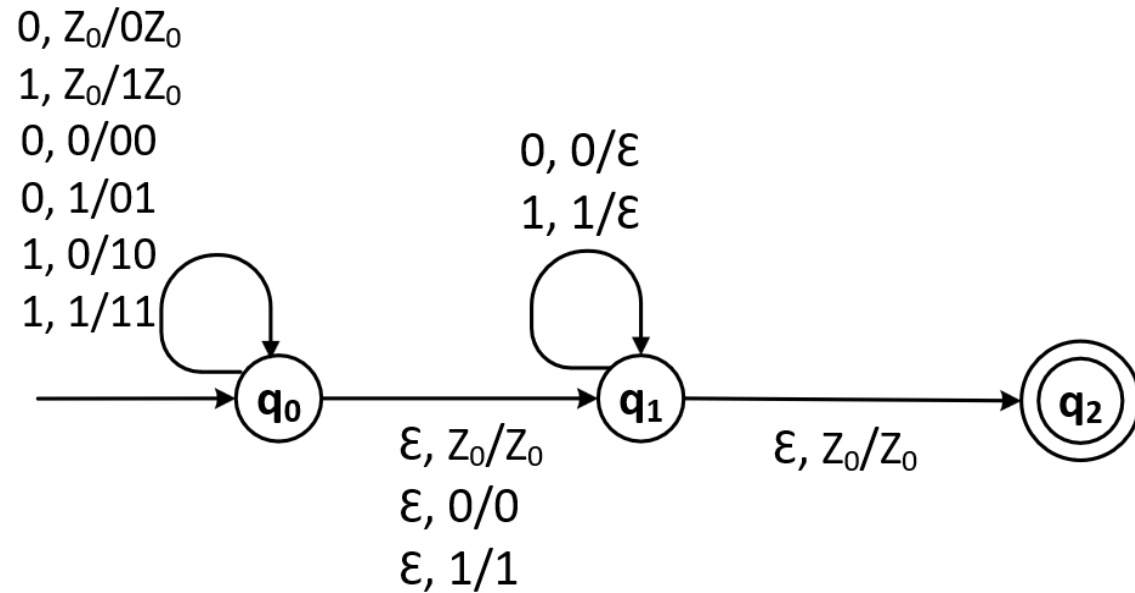 0, Z₀/0Z₀
1, Z₀/1Z₀
0, 0/00
0, 1/01
1, 0/10
1, 1/11
0, 0/Ɛ
1, 1/Ɛ
q₀
q₁
q₂
Ɛ, Z₀/Z₀
Ɛ, 0/0
Ɛ, 1/1
Ɛ, Z₀/Z₀